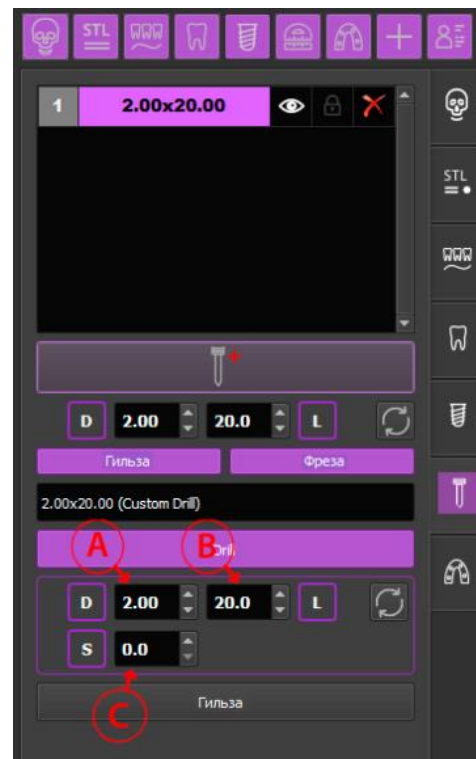 STL
1 2.00x20.00
STL
D 2.00 20.0 L
Гильза Фреза
2.00x20.00 (Custom Drill)
A B
Drill
D 2.00 20.0 L
S 0.0
C
Гильза